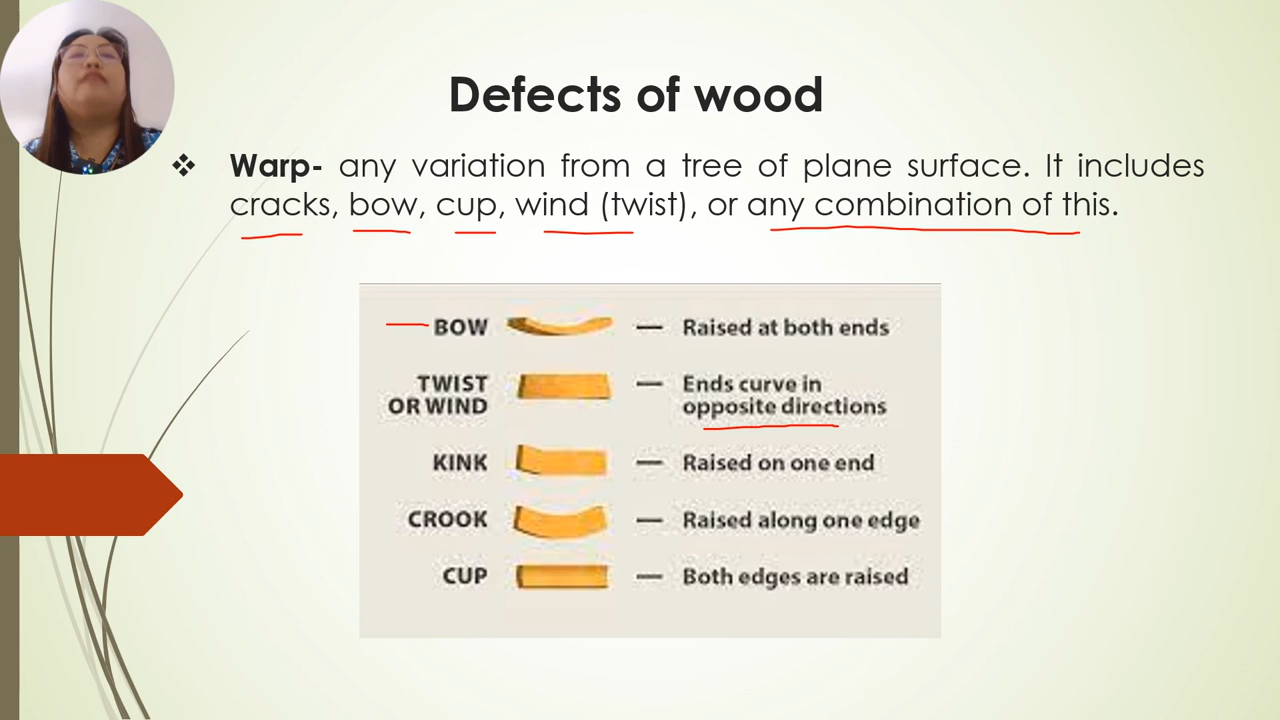 Defects of wood
❖ Warp- any variation from a tree of plane surface. It includes
cracks, bow, cup, wind (twist), or any combination of this.
BOW — Raised at both ends
TWIST OR WIND — Ends curve in
opposite directions
KINK — Raised on one end
CROOK — Raised along one edge
CUP — Both edges are raised